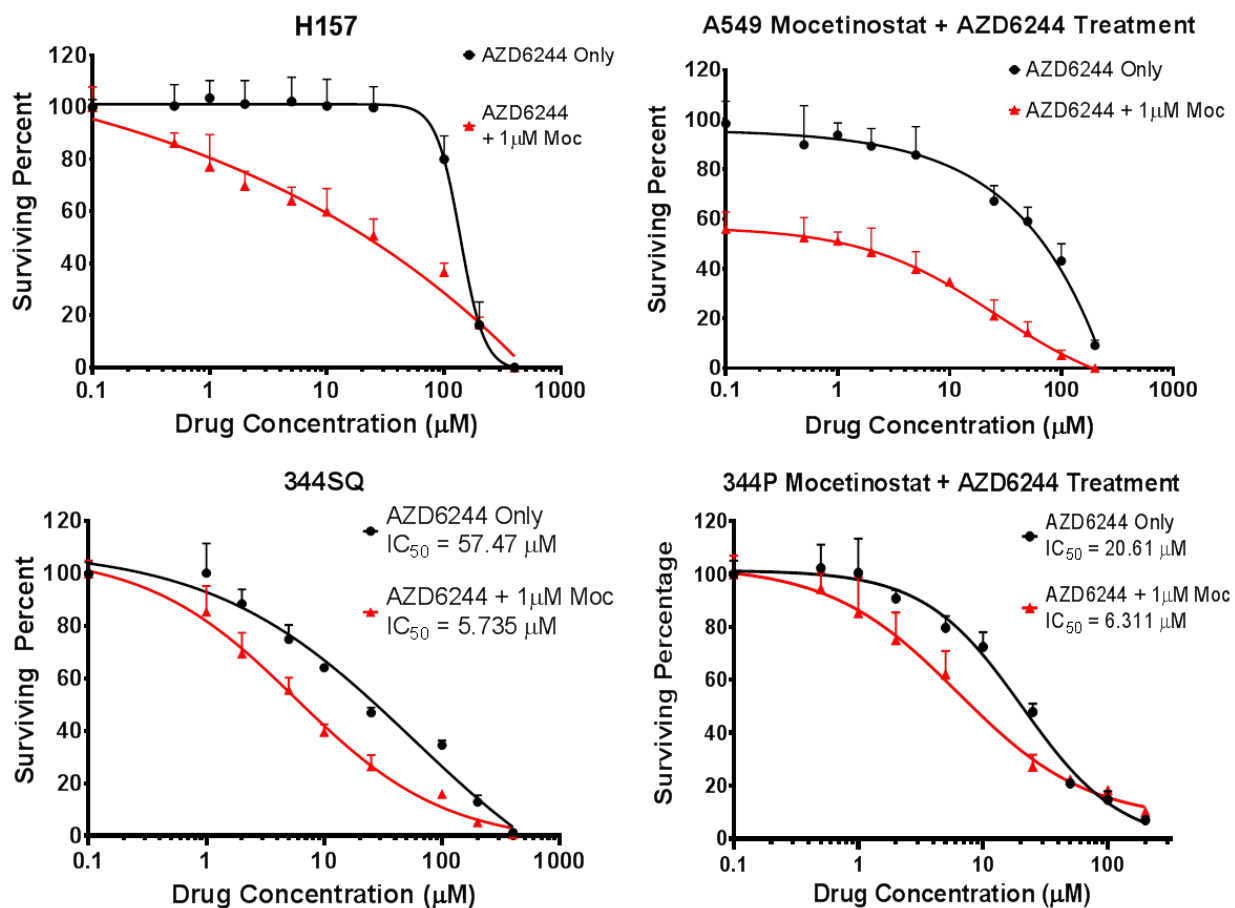 H157
AZD6244 Only
AZD6244
+ 1μM Moc
Surviving Percent
120
100
80
60
40
20
0
0.1
1
10
100
1000
Drug Concentration (μM)
A549 Mocetinostat + AZD6244 Treatment
AZD6244 Only
AZD6244 + 1μM Moc
Surviving Percent
120
100
80
60
40
20
0
0.1
1
10
100
1000
Drug Concentration (μM)
344SQ
AZD6244 Only
IC50 = 57.47 μM
AZD6244 + 1μM Moc
IC50 = 5.735 μM
Surviving Percent
120
100
80
60
40
20
0
0.1
1
10
100
1000
Drug Concentration (μM)
344P Mocetinostat + AZD6244 Treatment
AZD6244 Only
IC50 = 20.61 μM
AZD6244 + 1μM Moc
IC50 = 6.311 μM
Surviving Percentage
120
100
80
60
40
20
0
0.1
1
10
100
Drug Concentration (μM)